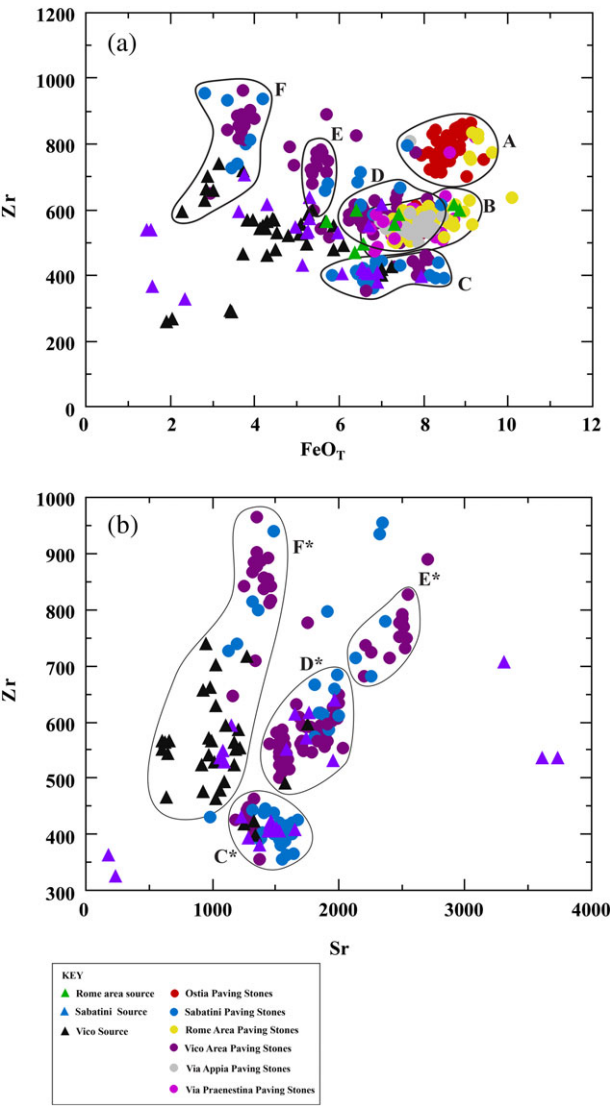 (a)
1200
1000
800
600
400
200
0
Zr
F
E
A
D
B
C
0 2 4 6 8 10 12
FeOT
(b)
1000
900
800
700
600
500
400
300
Zr
F*
E*
D*
C*
0 1000 2000 3000 4000
Sr
KEY
Rome area source
Sabatini Source
Vico Source
Ostia Paving Stones
Sabatini Paving Stones
Rome Area Paving Stones
Vico Area Paving Stones
Via Appia Paving Stones
Via Praenestina Paving Stones